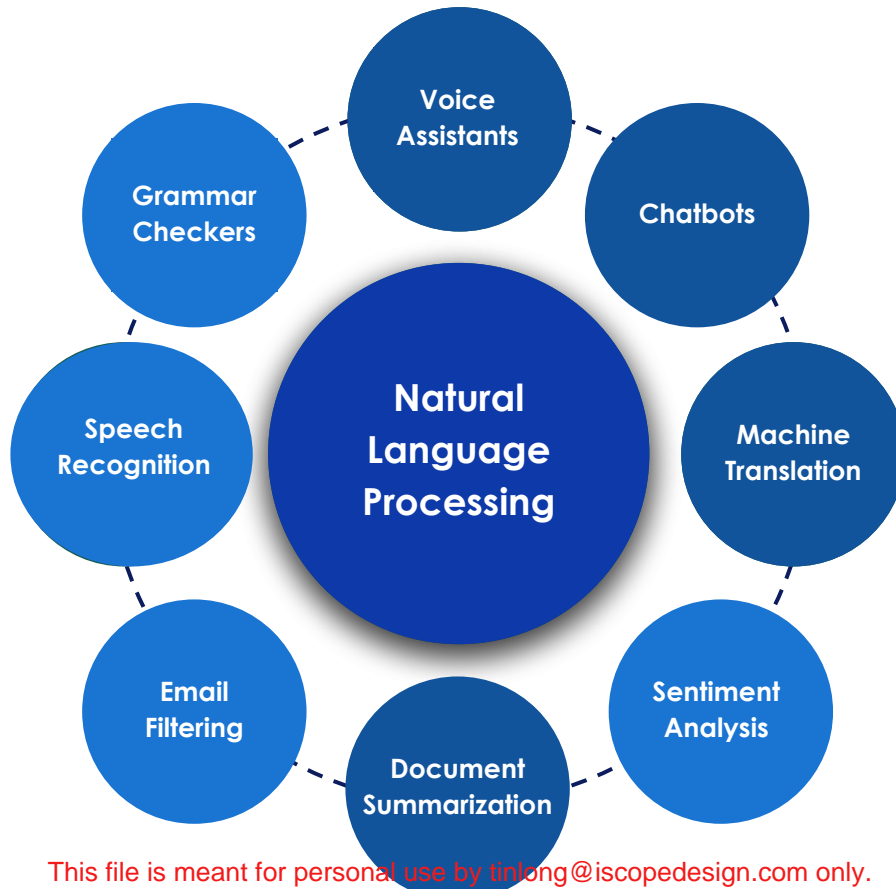 Voice
Assistants
Chatbots
Machine
Translation
Sentiment
Analysis
Document
Summarization
Email
Filtering
Speech
Recognition
Grammar
Checkers
Natural
Language
Processing
This file is meant for personal use by tinlong@iscopedesign.com only.